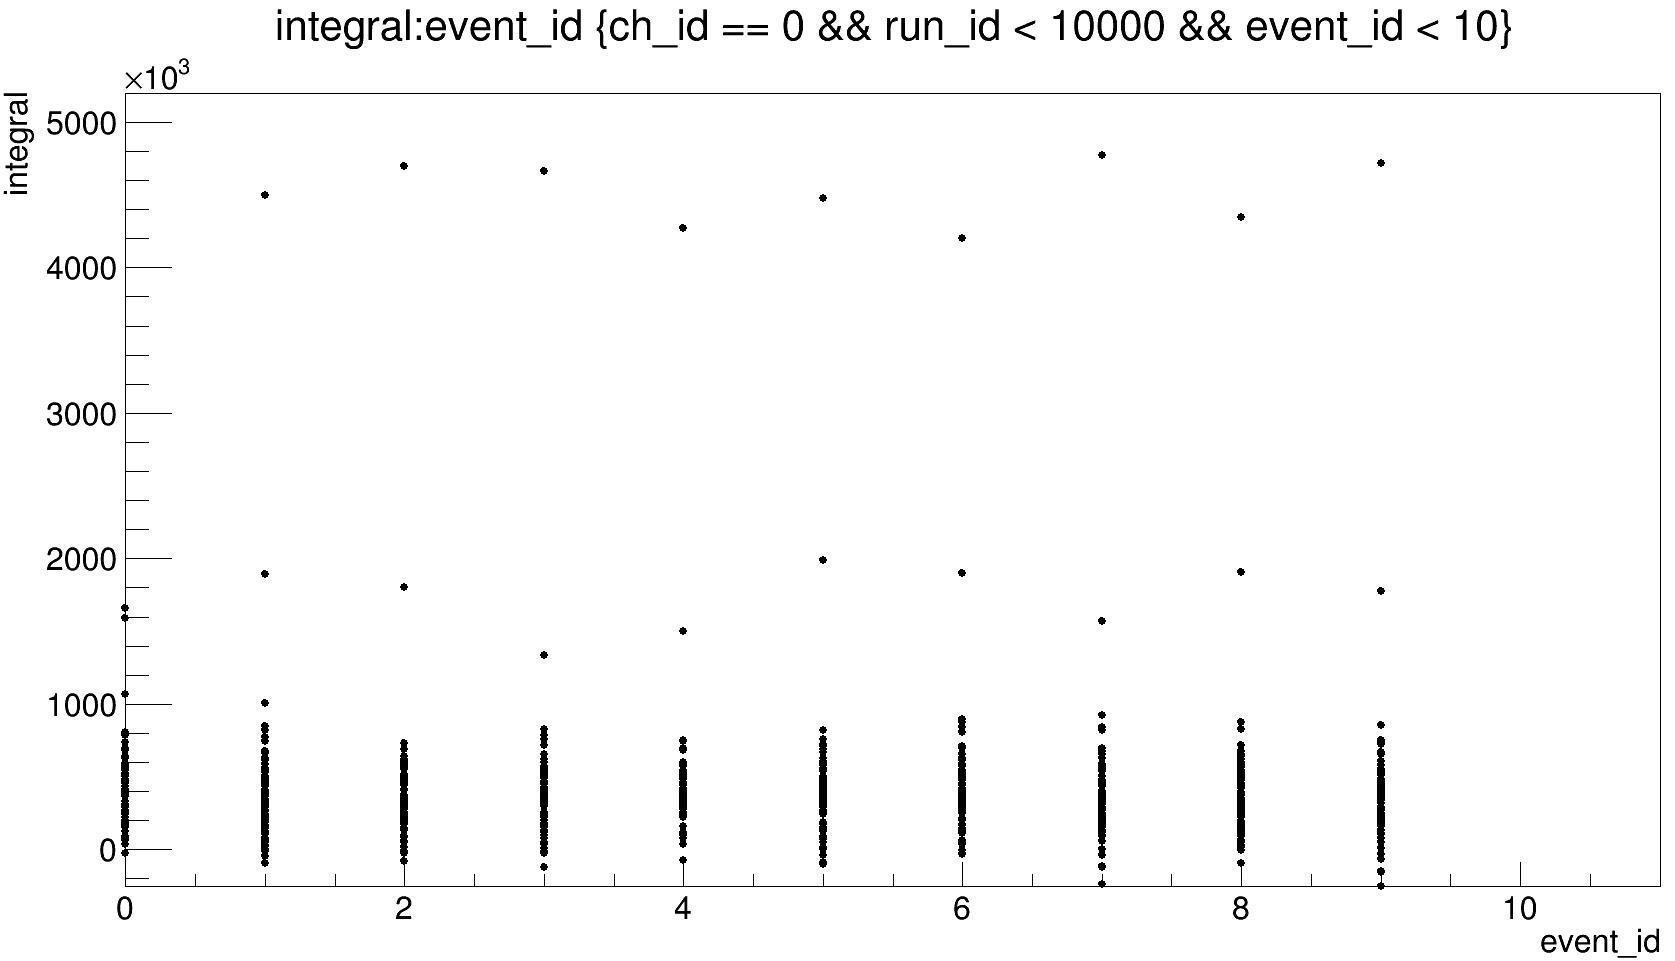 integral:event_id {ch_id == 0 && run_id < 10000 && event_id < 10}
×10³
integral
5000
4000
3000
2000
1000
0
0 2 4 6 8 10
event_id